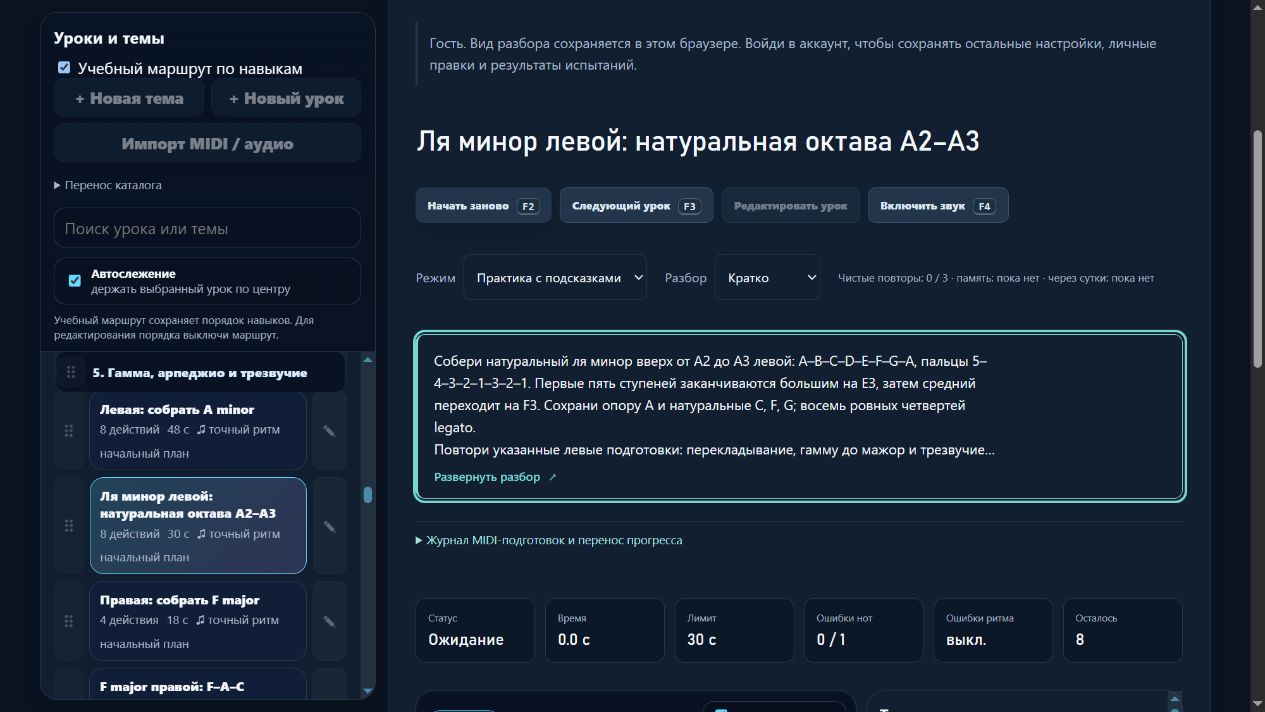 Уроки и темы
Учебный маршрут по навыкам
+ Новая тема
+ Новый урок
Импорт MIDI / аудио
Перенос каталога
Поиск урока или темы
Автослежение
держать выбранный урок по центру
Учебный маршрут сохраняет порядок навыков. Для
редактирования порядка выключи маршрут.
5. Гамма, арпеджио и трезвучие
Левая: собрать A minor
8 действий 48 с ♫ точный ритм
начальный план
Ля минор левой:
натуральная октава A2–A3
8 действий 30 с ♫ точный ритм
начальный план
Правая: собрать F major
4 действия 18 с ♫ точный ритм
начальный план
F major правой: F–A–C
Гость. Вид разбора сохраняется в этом браузере. Войди в аккаунт, чтобы сохранять остальные настройки, личные
правки и результаты испытаний.
Ля минор левой: натуральная октава A2–A3
Начать заново F2
Следующий урок F3
Редактировать урок
Включить звук F4
Режим
Практика с подсказками
Разбор
Кратко
Чистые повторы: 0 / 3 · память: пока нет · через сутки: пока нет
Собери натуральный ля минор вверх от A2 до A3 левой: A–B–C–D–E–F–G–A, пальцы 5–
4–3–2–1–3–2–1. Первые пять ступеней заканчиваются большим на E3, затем средний
переходит на F3. Сохрани опору A и натуральные C, F, G; восемь ровных четвертей
legato.
Повтори указанные левые подготовки: перекладывание, гамму до мажор и трезвучие...
Развернуть разбор ↗
Журнал MIDI-подготовок и перенос прогресса
Статус
Ожидание
Время
0.0 с
Лимит
30 с
Ошибки нот
0 / 1
Ошибки ритма
выкл.
Осталось
8